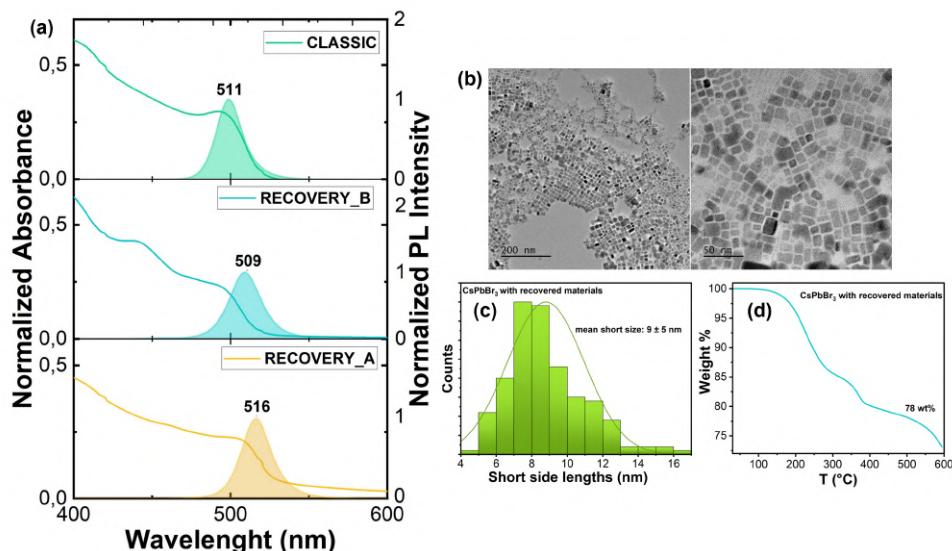 (a)
CLASSIC
511
RECOVERY_B
509
RECOVERY_A
516
0,5
0,0
0,5
0,0
0,5
0,0
2
1
0
2
1
0
2
1
0
Normalized Absorbance
Normalized PL Intensity
400 500 600
Wavelenght (nm)
(b)
200 nm
50 nm
(c)
CsPbBr3 with recovered materials
mean short size: 9 ± 5 nm
Counts
4 6 8 10 12 14 16
Short side lengths (nm)
(d)
CsPbBr3 with recovered materials
78 wt%
Weight %
100
95
90
85
80
75
0 100 200 300 400 500 600
T (°C)